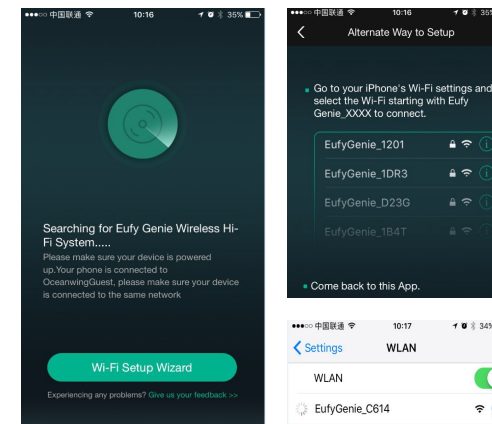 中国联通 10:16 35%
Searching for Eufy Genie Wireless Hi-
Fi System.....
Please make sure your device is powered
up.Your phone is connected to
OceanwingGuest, please make sure your device
is connected to the same network
Wi-Fi Setup Wizard
Experiencing any problems? Give us your feedback >>
中国联通 10:16 35%
Alternate Way to Setup
Go to your iPhone's Wi-Fi settings and
select the Wi-Fi starting with Eufy
Genie_XXXX to connect.
EufyGenie_1201
EufyGenie_1DR3
EufyGenie_D23G
EufyGenie_1B4T
Come back to this App.
中国联通 10:17 34%
Settings WLAN
WLAN
EufyGenie_C614